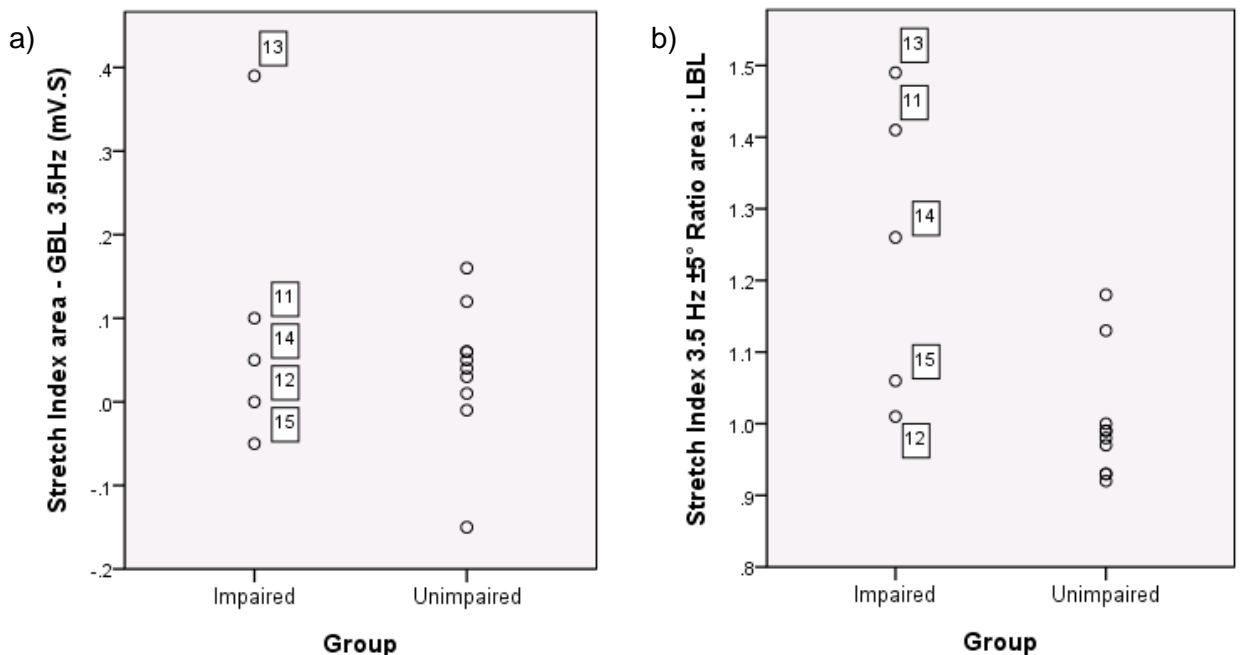 a)
Stretch Index area - GBL 3.5Hz (mV.S)
.4
.3
.2
.1
.0
-.1
-.2
13
11
14
12
15
Impaired
Unimpaired
Group
b)
Stretch Index 3.5 Hz ±5° Ratio area : LBL
1.5
1.4
1.3
1.2
1.1
1.0
.9
.8
13
11
14
15
12
Impaired
Unimpaired
Group